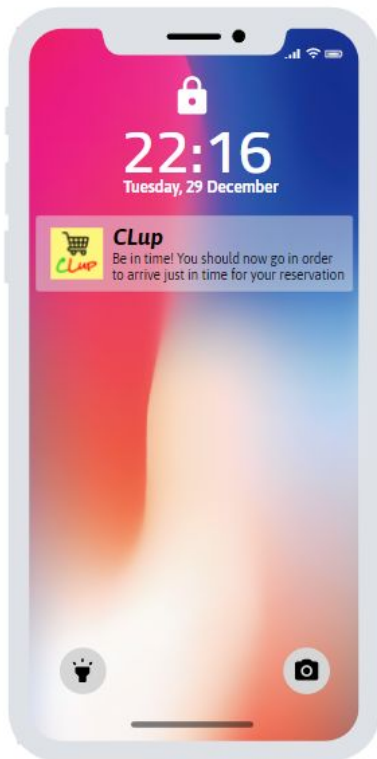 22:16
Tuesday, 29 December
CLup
CLup
Be in time! You should now go in order
to arrive just in time for your reservation